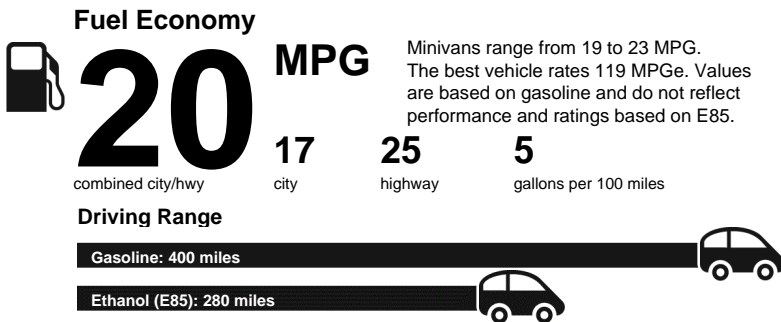 Fuel Economy
20
MPG
Minivans range from 19 to 23 MPG.
The best vehicle rates 119 MPGe. Values
are based on gasoline and do not reflect
performance and ratings based on E85.
17 25 5
combined city/hwy city highway gallons per 100 miles
Driving Range
Gasoline: 400 miles
Ethanol (E85): 280 miles